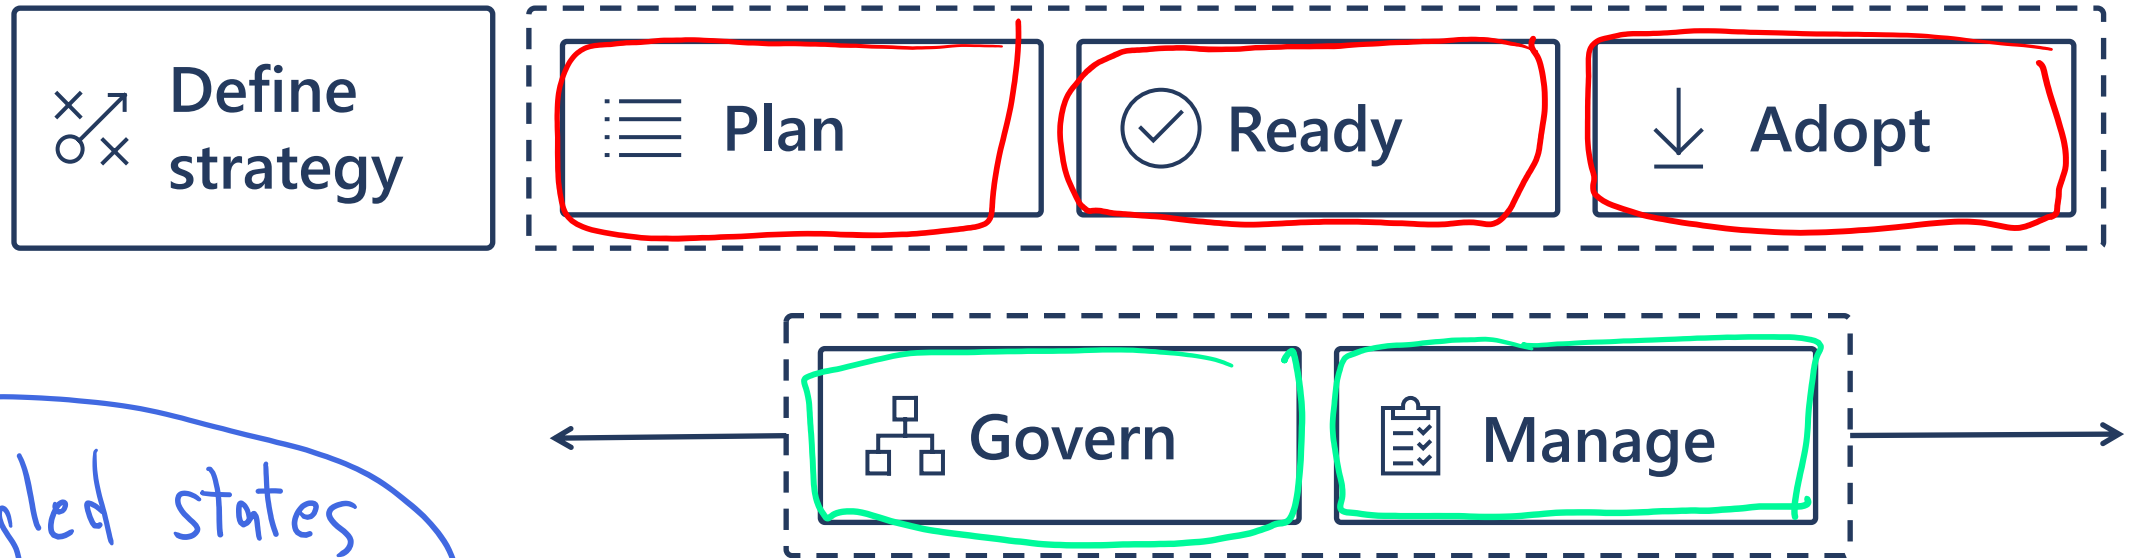 Define
strategy
Plan
Ready
Adopt
Govern
Manage
states